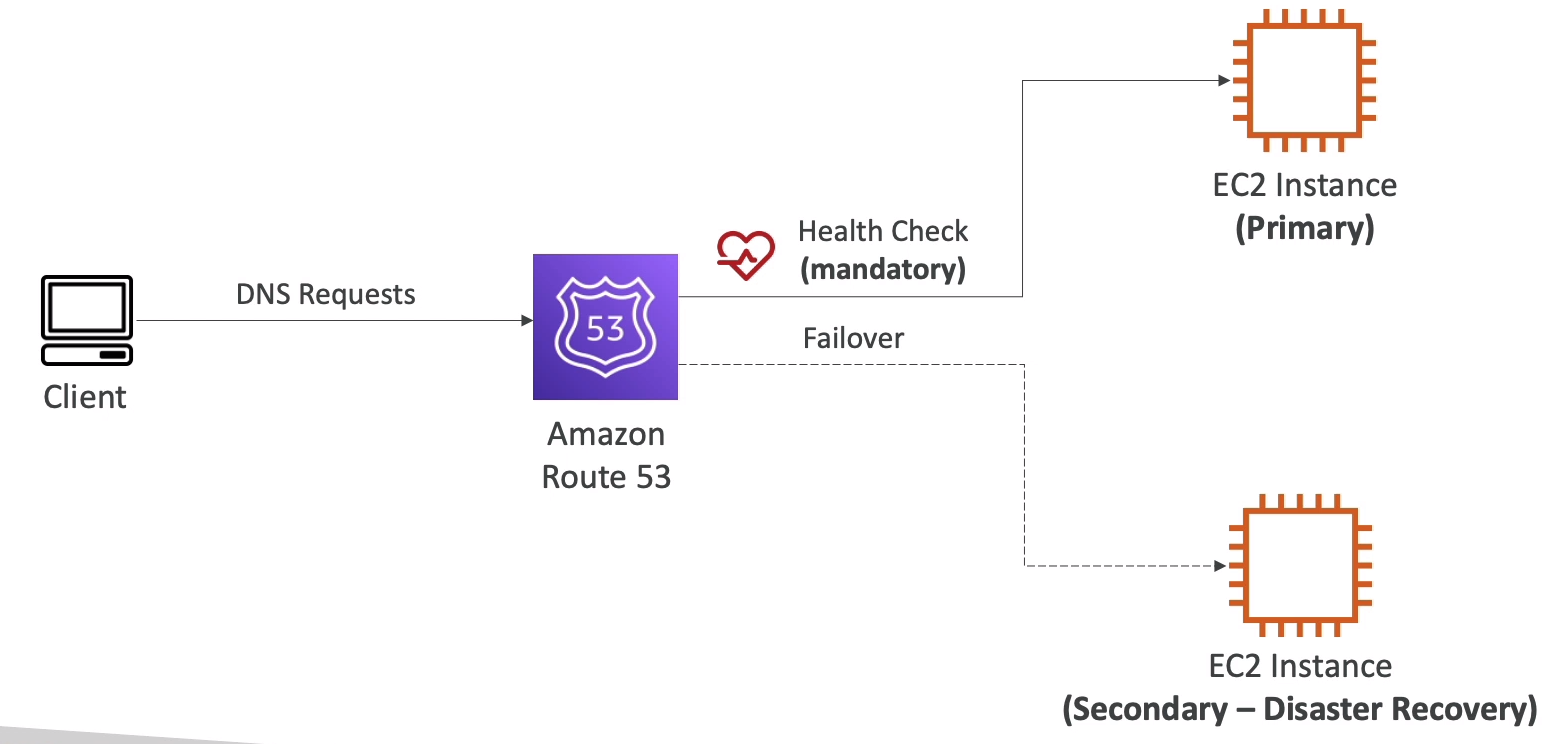 EC2 Instance
(Primary)
Health Check
(mandatory)
DNS Requests
53
Failover
Client
Amazon
Route 53
EC2 Instance
(Secondary – Disaster Recovery)